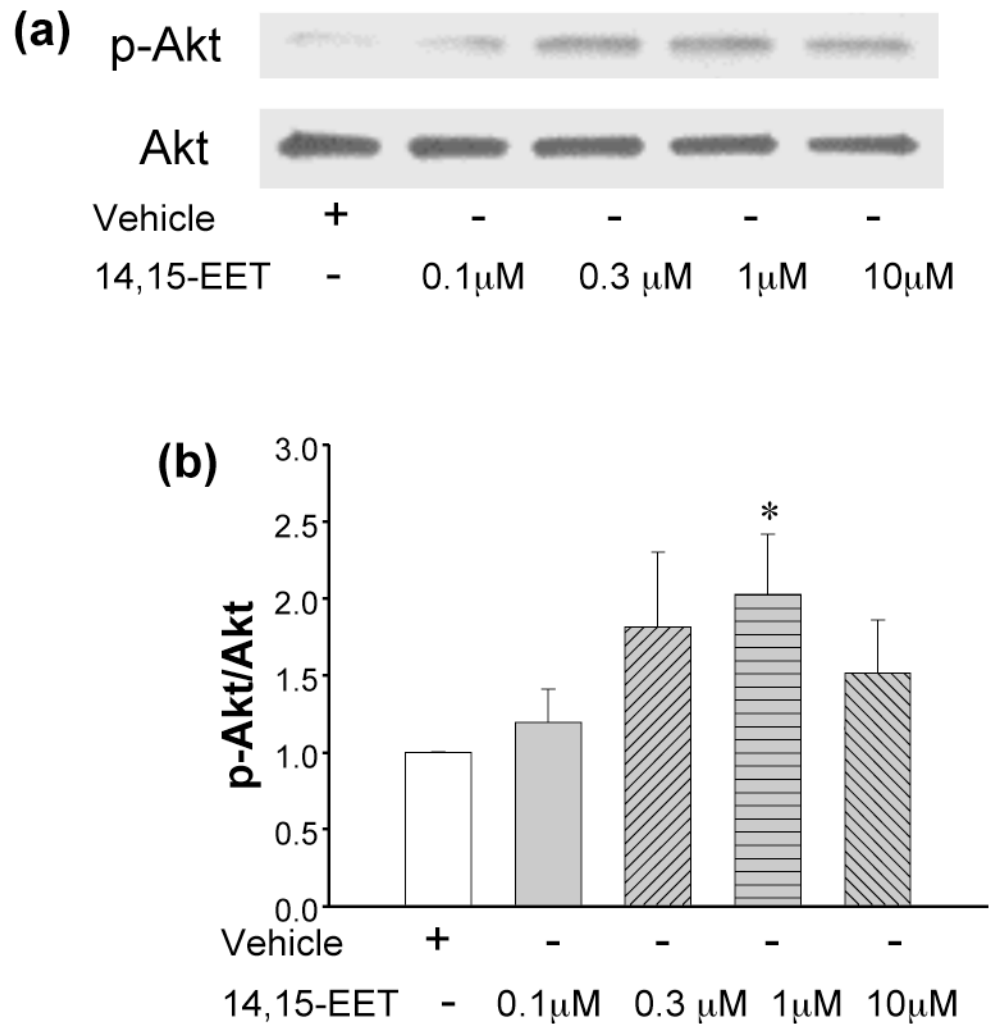 (a)
p-Akt
Akt
Vehicle + - - - -
14,15-EET - 0.1μM 0.3 μM 1μM 10μM
(b)
3.0
2.5
*
2.0
1.5
1.0
0.5
0.0
p-Akt/Akt
Vehicle + - - - -
14,15-EET - 0.1μM 0.3 μM 1μM 10μM